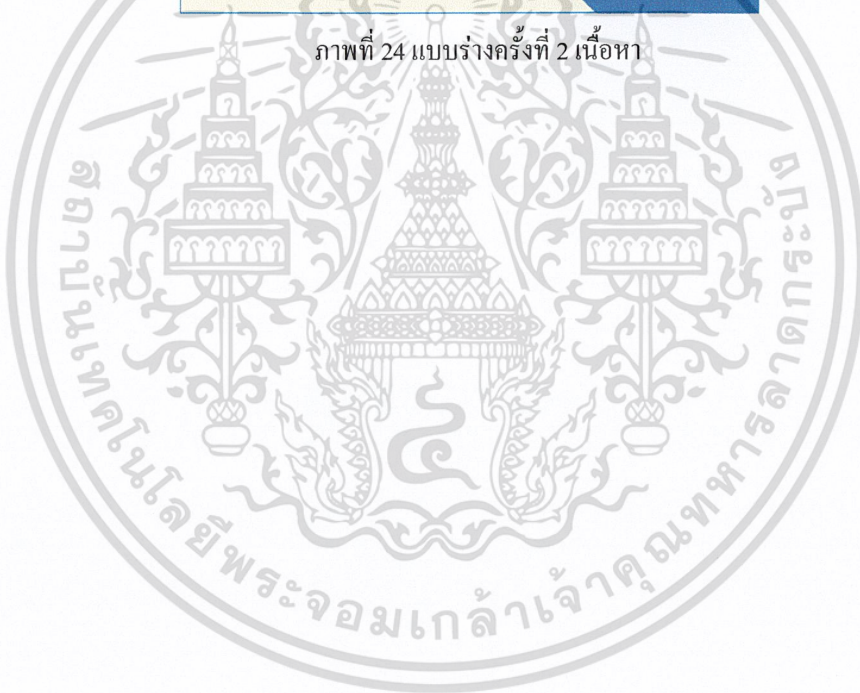 ภาพที่ 24 แบบร่างครั้งที่ 2 เนื้อหา
สถาบันเทคโนโลยีพระจอมเกล้าเจ้าคุณทหารลาดกระบัง
๔